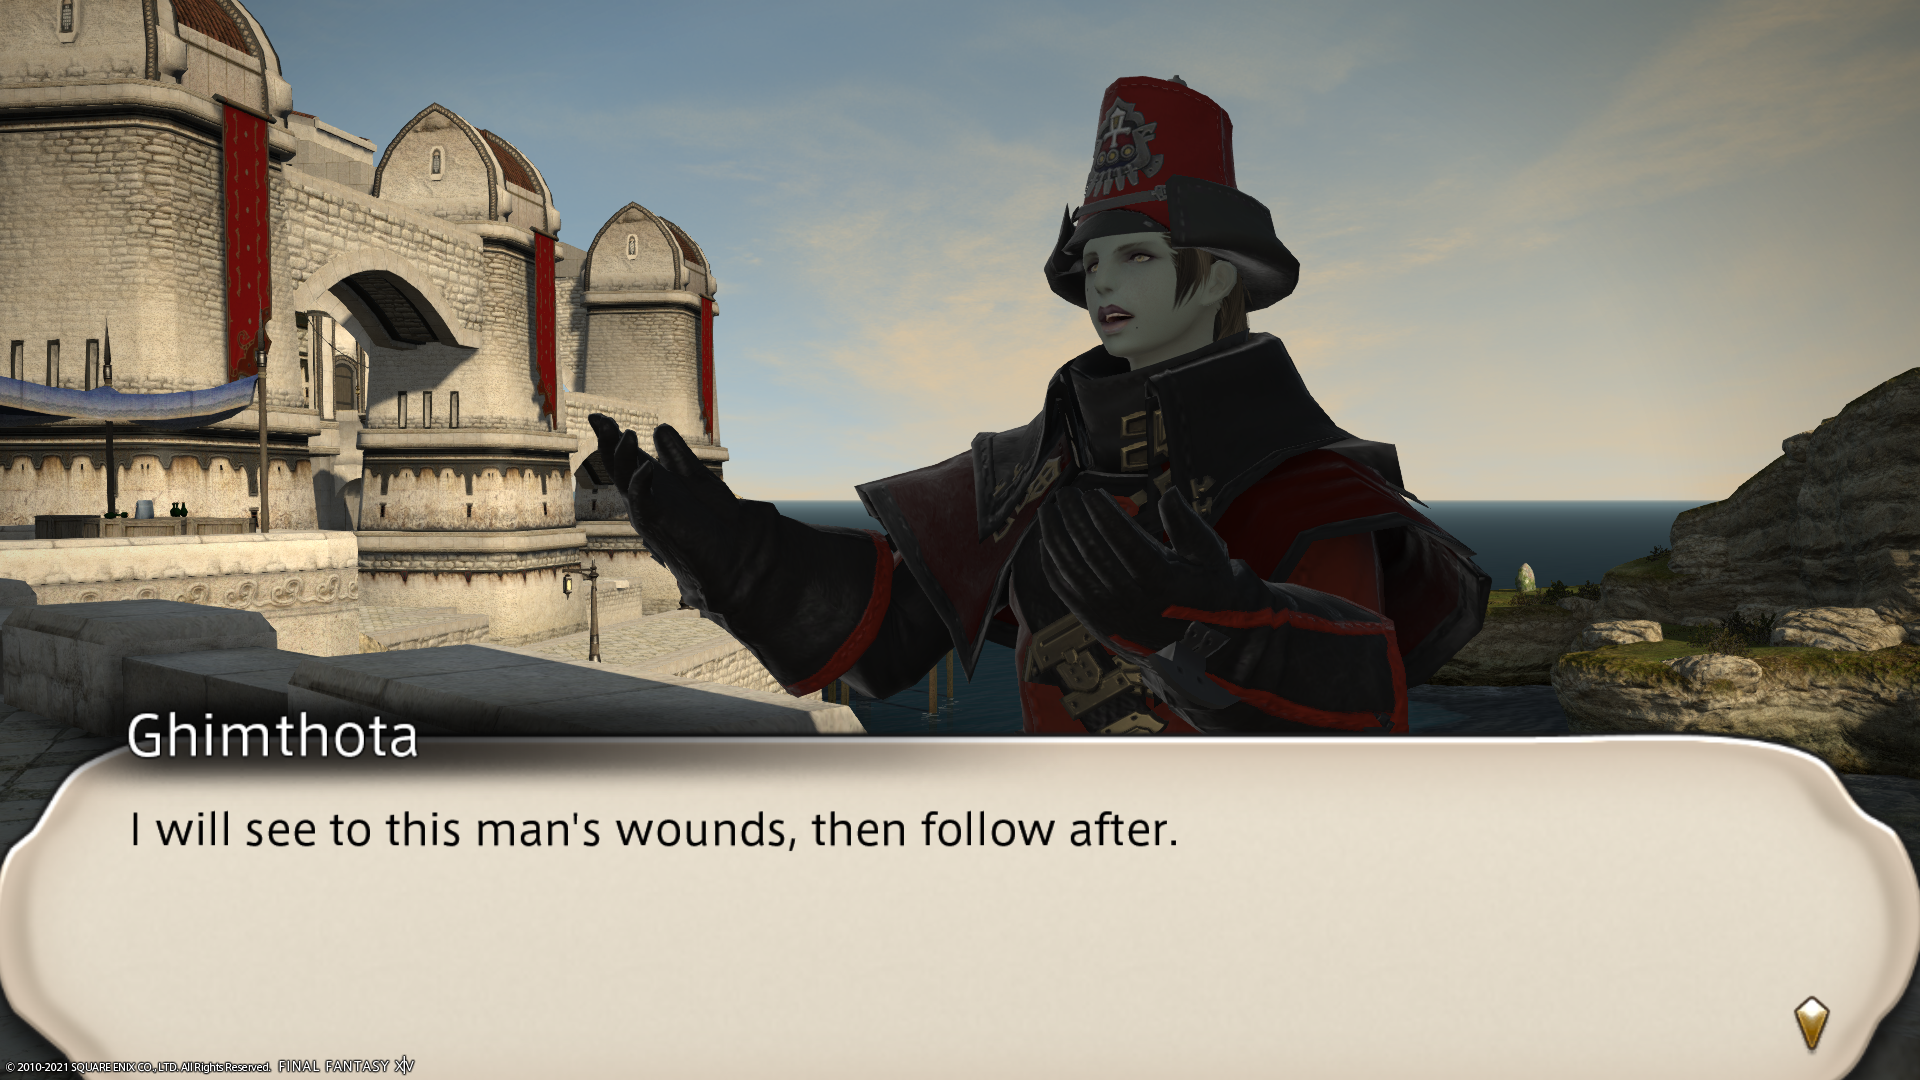 Ghimthota
I will see to this man's wounds, then follow after.
© 2010-2021 SQUARE ENIX CO., LTD. All Rights Reserved. FINAL FANTASY XIV